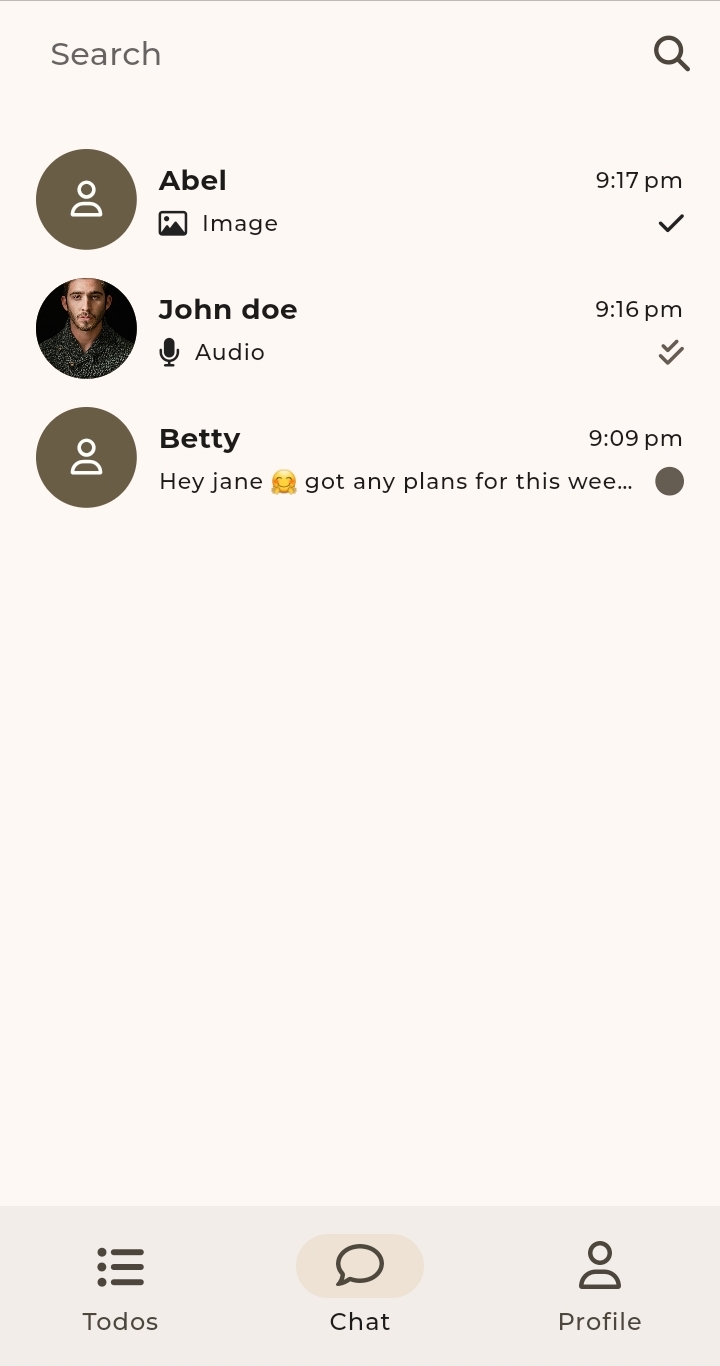 Search
Abel 9:17 pm
Image
John doe 9:16 pm
Audio
Betty 9:09 pm
Hey jane 🤗 got any plans for this wee...
Todos Chat Profile